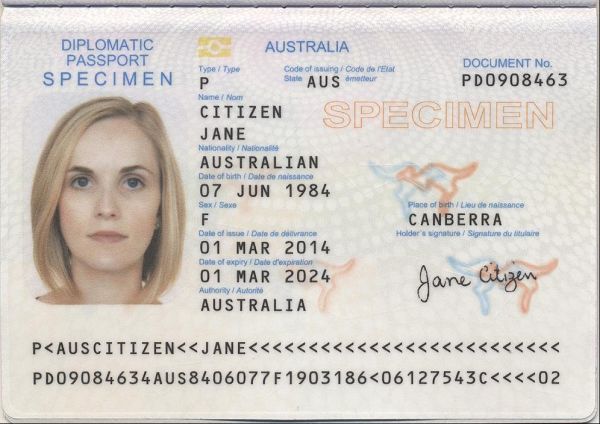 DIPLOMATIC
PASSPORT
SPECIMEN
AUSTRALIA
Type / Type
Code of issuing / Code de l'Etat
State émetteur
DOCUMENT No.
P
AUS
PD0908463
Name / Nom
CITIZEN
JANE
SPECIMEN
Nationality / Nationalité
AUSTRALIAN
Date of birth / Date de naissance
07 JUN 1984
Sex / Sexe
Place of birth / Lieu de naissance
F
CANBERRA
Date of issue / Date de délivrance
Holder's signature / Signature du titulaire
01 MAR 2014
Date of expiry / Date d'expiration
01 MAR 2024
Jane Citizen
Authority / Autorité
AUSTRALIA
P<AUSCITIZEN<<JANE<<<<<<<<<<<<<<<<<<<<<<<<<<
PD09084634AUS8406077F1903186<06127543C<<<<02